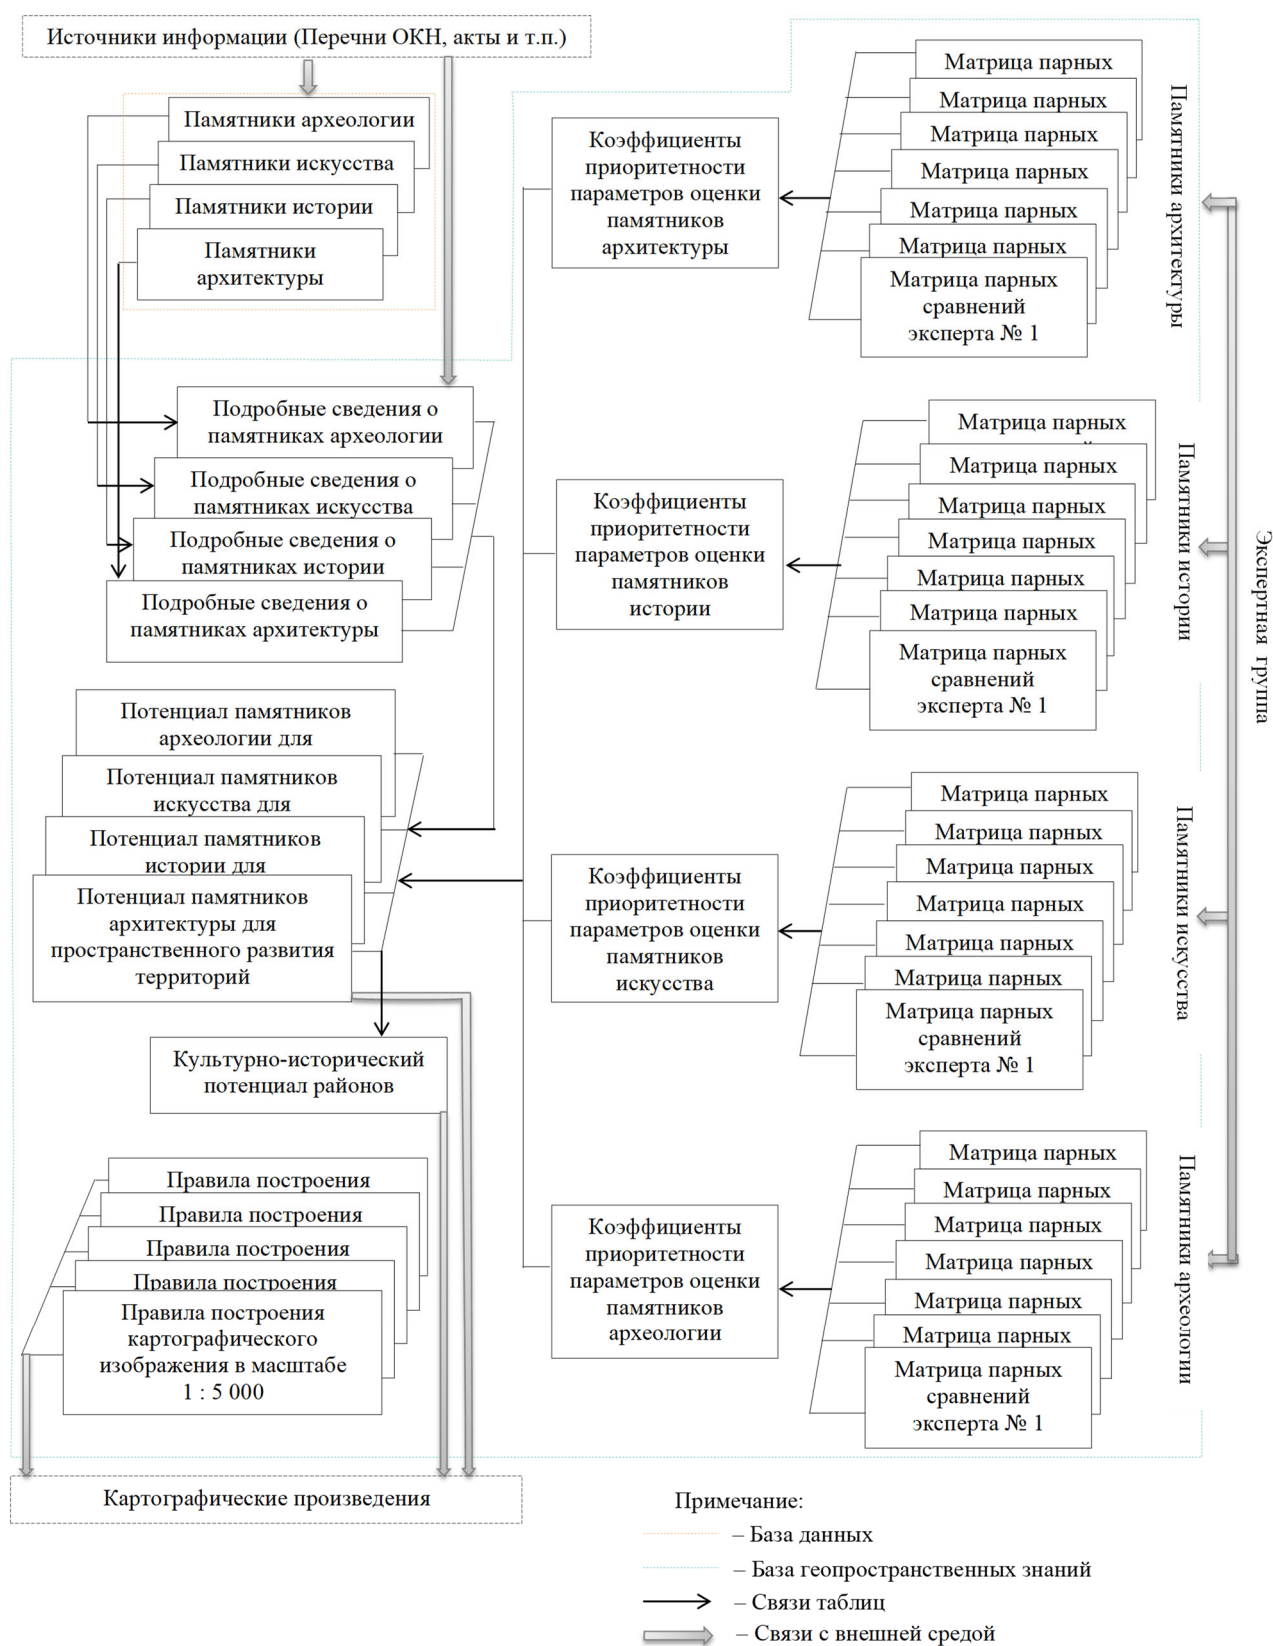 Источники информации (Перечни ОКН, акты и т.п.)
Памятники археологии
Памятники искусства
Памятники истории
Памятники
архитектуры
Подробные сведения о
памятниках археологии
Подробные сведения о
памятниках искусства
Подробные сведения о
памятниках истории
Подробные сведения о
памятниках архитектуры
Потенциал памятников
археологии для
Потенциал памятников
искусства для
Потенциал памятников
истории для
Потенциал памятников
архитектуры для
пространственного развития
территорий
Культурно-исторический
потенциал районов
Правила построения
Правила построения
Правила построения
Правила построения
Правила построения
картографического
изображения в масштабе
1 : 5 000
Картографические произведения
Коэффициенты
приоритетности
параметров оценки
памятников
архитектуры
Коэффициенты
приоритетности
параметров оценки
памятников
истории
Коэффициенты
приоритетности
параметров оценки
памятников
искусства
Коэффициенты
приоритетности
параметров оценки
памятников
археологии
Матрица парных
Матрица парных
Матрица парных
Матрица парных
Матрица парных
Матрица парных
Матрица парных
сравнений
эксперта № 1
Памятники архитектуры
Матрица парных
Матрица парных
Матрица парных
Матрица парных
Матрица парных
Матрица парных
Матрица парных
сравнений
эксперта № 1
Памятники истории
Матрица парных
Матрица парных
Матрица парных
Матрица парных
Матрица парных
Матрица парных
Матрица парных
сравнений
эксперта № 1
Памятники искусства
Матрица парных
Матрица парных
Матрица парных
Матрица парных
Матрица парных
Матрица парных
Матрица парных
сравнений
эксперта № 1
Памятники археологии
Экспертная группа
Примечание:
– База данных
– База геопространственных знаний
– Связи таблиц
– Связи с внешней средой